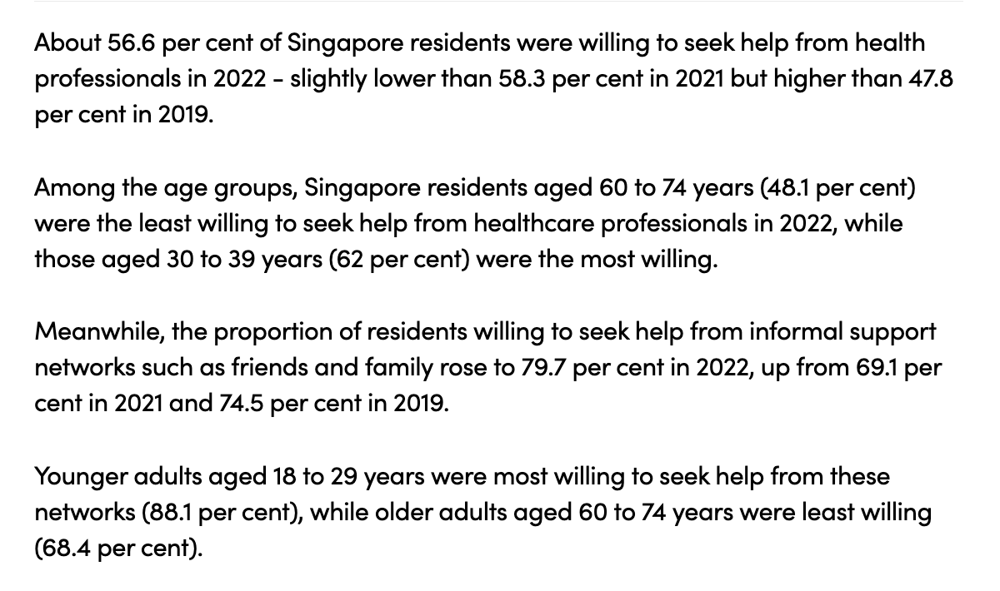 About 56.6 per cent of Singapore residents were willing to seek help from health
professionals in 2022 – slightly lower than 58.3 per cent in 2021 but higher than 47.8
per cent in 2019.
Among the age groups, Singapore residents aged 60 to 74 years (48.1 per cent)
were the least willing to seek help from healthcare professionals in 2022, while
those aged 30 to 39 years (62 per cent) were the most willing.
Meanwhile, the proportion of residents willing to seek help from informal support
networks such as friends and family rose to 79.7 per cent in 2022, up from 69.1 per
cent in 2021 and 74.5 per cent in 2019.
Younger adults aged 18 to 29 years were most willing to seek help from these
networks (88.1 per cent), while older adults aged 60 to 74 years were least willing
(68.4 per cent).